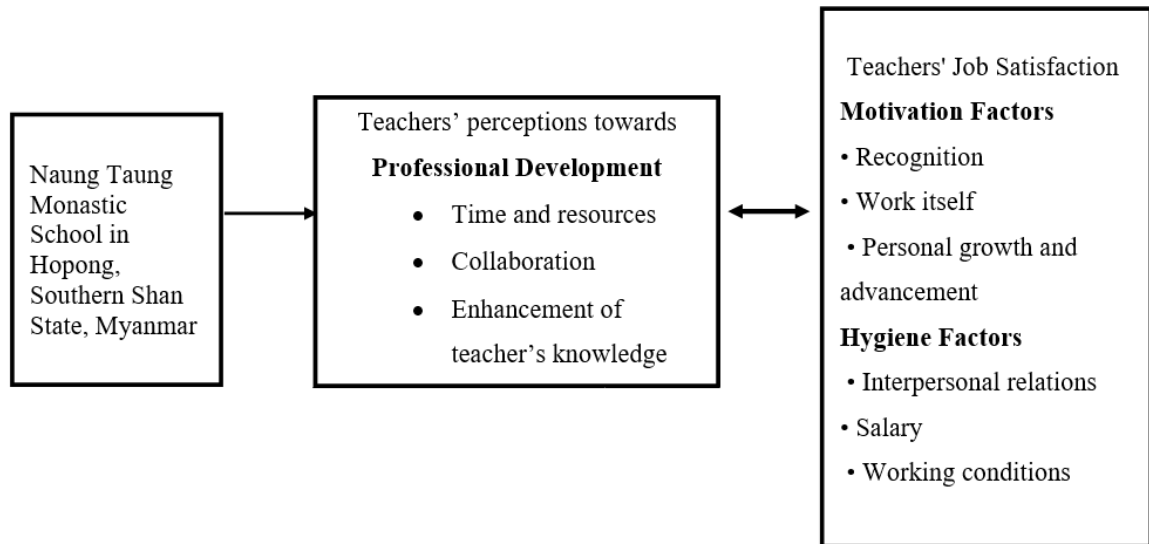 Naung Taung
Monastic
School in
Hopong,
Southern Shan
State, Myanmar
Teachers’ perceptions towards
Professional Development
• Time and resources
• Collaboration
• Enhancement of
teacher’s knowledge
Teachers' Job Satisfaction
Motivation Factors
• Recognition
• Work itself
• Personal growth and
advancement
Hygiene Factors
• Interpersonal relations
• Salary
• Working conditions